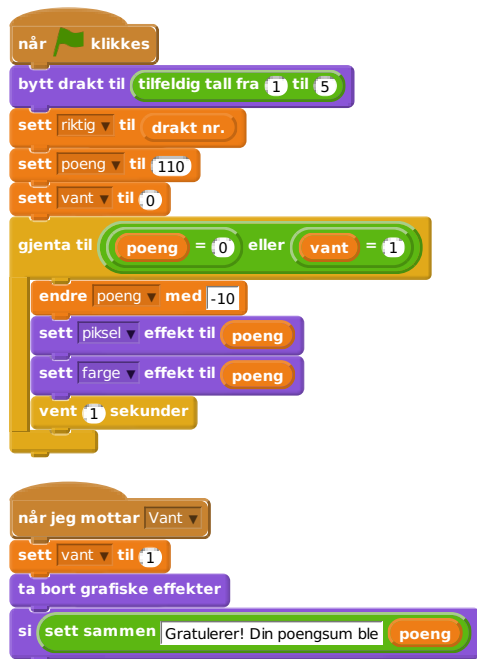 når klikkes
bytt drakt til tilfeldig tall fra 1 til 5
sett riktig til drakt nr.
sett poeng til 110
sett vant til 0
gjenta til poeng = 0 eller vant = 1
endre poeng med -10
sett piksel effekt til poeng
sett farge effekt til poeng
vent 1 sekunder
når jeg mottar Vant
sett vant til 1
ta bort grafiske effekter
si sett sammen Gratulerer! Din poengsum ble poeng